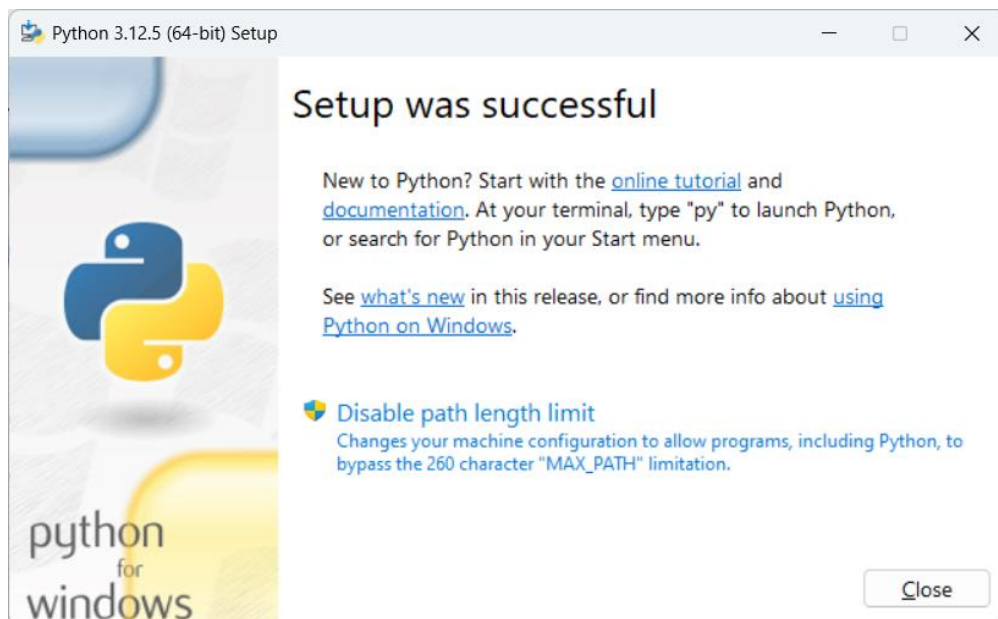 Python 3.12.5 (64-bit) Setup
Setup was successful
New to Python? Start with the online tutorial and
documentation. At your terminal, type "py" to launch Python,
or search for Python in your Start menu.
See what's new in this release, or find more info about using
Python on Windows.
Disable path length limit
Changes your machine configuration to allow programs, including Python, to
bypass the 260 character "MAX_PATH" limitation.
python
for
windows
Close